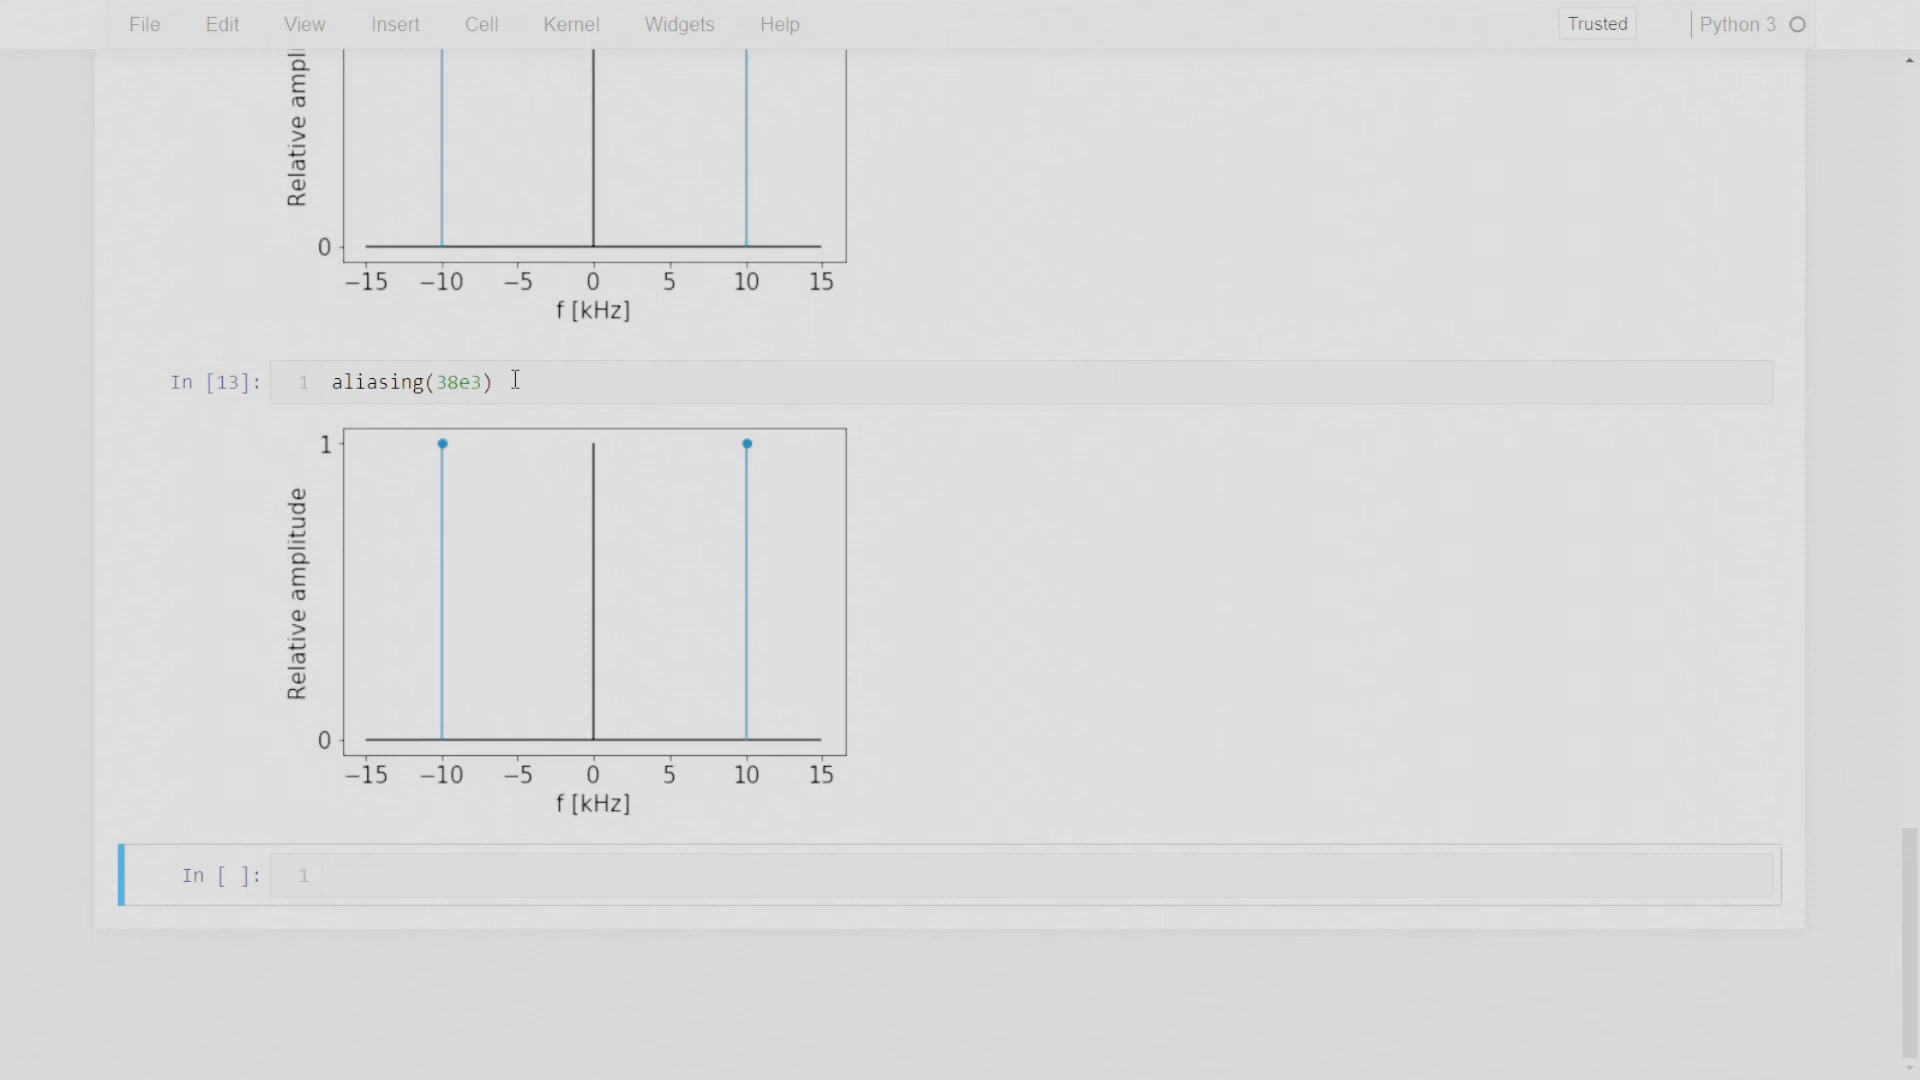 File Edit View Insert Cell Kernel Widgets Help Trusted Python 3
Relative ampl
0
−15 −10 −5 0 5 10 15
f [kHz]
In [13]: 1 aliasing(38e3)
1
Relative amplitude
0
−15 −10 −5 0 5 10 15
f [kHz]
In [ ]: 1